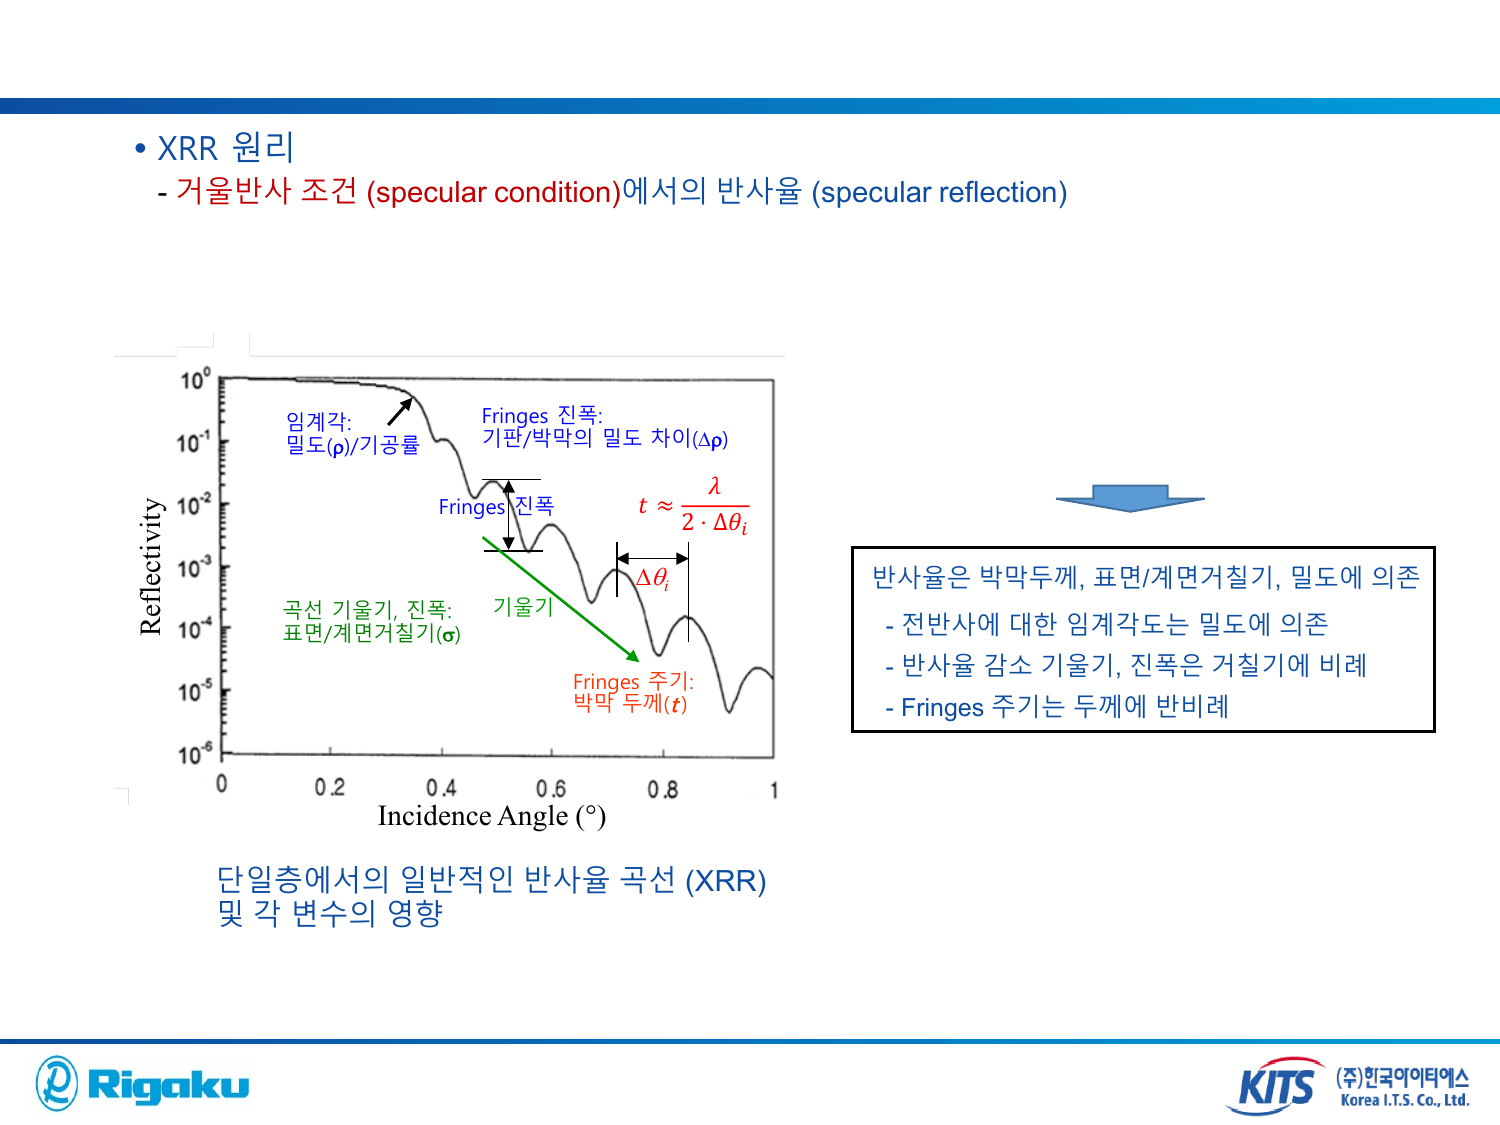 • XRR 원리
- 거울반사 조건 (specular condition)에서의 반사율 (specular reflection)
10⁰
10⁻¹
10⁻²
10⁻³
10⁻⁴
10⁻⁵
10⁻⁶
Reflectivity
임계각:
밀도(ρ)/기공률
Fringes 진폭:
기판/박막의 밀도 차이(Δρ)
Fringes 진폭
t ≈ λ / 2 · Δθᵢ
Δθᵢ
곡선 기울기, 진폭:
표면/계면거칠기(σ)
기울기
Fringes 주기:
박막 두께(t)
0 0.2 0.4 0.6 0.8 1
Incidence Angle (°)
단일층에서의 일반적인 반사율 곡선 (XRR)
및 각 변수의 영향
반사율은 박막두께, 표면/계면거칠기, 밀도에 의존
- 전반사에 대한 임계각도는 밀도에 의존
- 반사율 감소 기울기, 진폭은 거칠기에 비례
- Fringes 주기는 두께에 반비례
Rigaku
KITS
(주)한국아이티에스
Korea I.T.S. Co., Ltd.